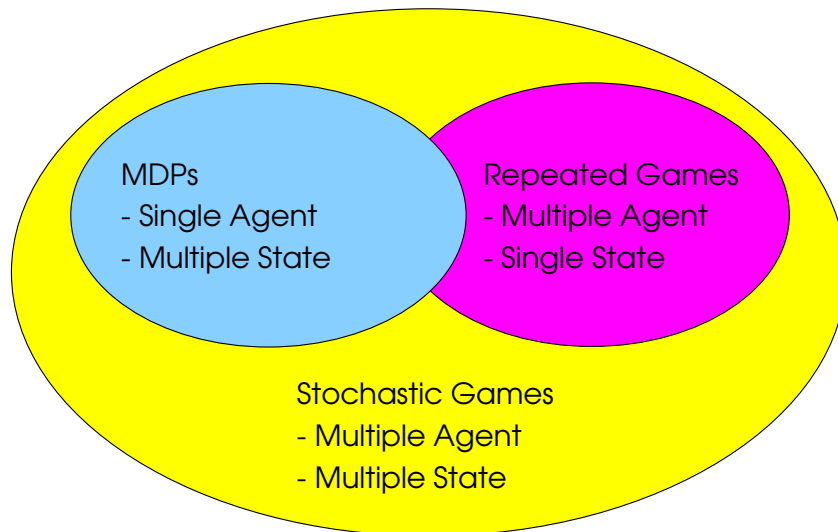 MDPs
- Single Agent
- Multiple State
Repeated Games
- Multiple Agent
- Single State
Stochastic Games
- Multiple Agent
- Multiple State